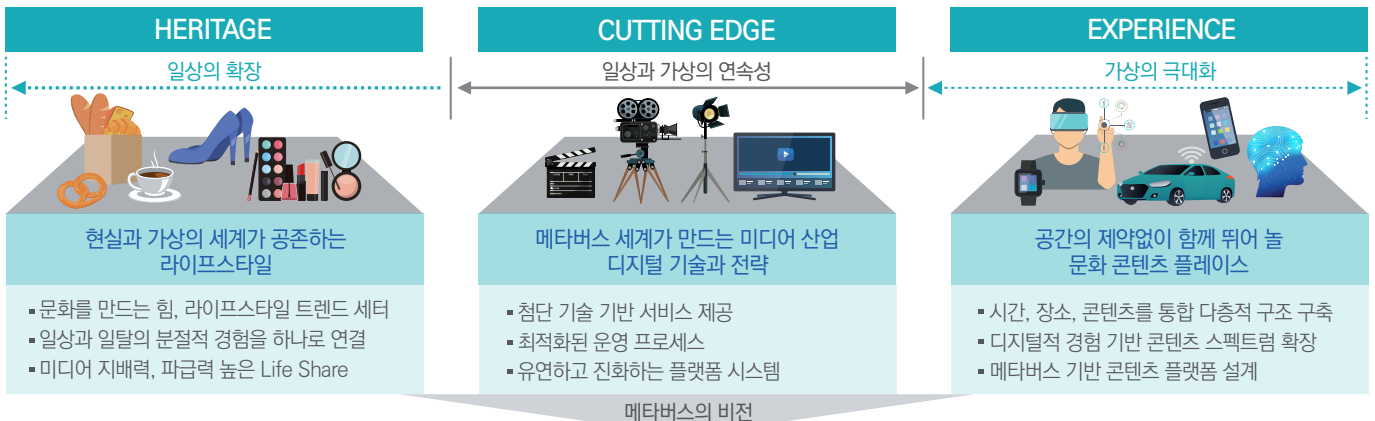 HERITAGE
일상의 확장
현실과 가상의 세계가 공존하는
라이프스타일
▪문화를 만드는 힘, 라이프스타일 트렌드 세터
▪일상과 일탈의 분절적 경험을 하나로 연결
▪미디어 지배력, 파급력 높은 Life Share
CUTTING EDGE
일상과 가상의 연속성
메타버스 세계가 만드는 미디어 산업
디지털 기술과 전략
▪첨단 기술 기반 서비스 제공
▪최적화된 운영 프로세스
▪유연하고 진화하는 플랫폼 시스템
EXPERIENCE
가상의 극대화
공간의 제약없이 함께 뛰어 놀
문화 콘텐츠 플레이스
▪시간, 장소, 콘텐츠를 통합 다층적 구조 구축
▪디지털적 경험 기반 콘텐츠 스펙트럼 확장
▪메타버스 기반 콘텐츠 플랫폼 설계
메타버스의 비전